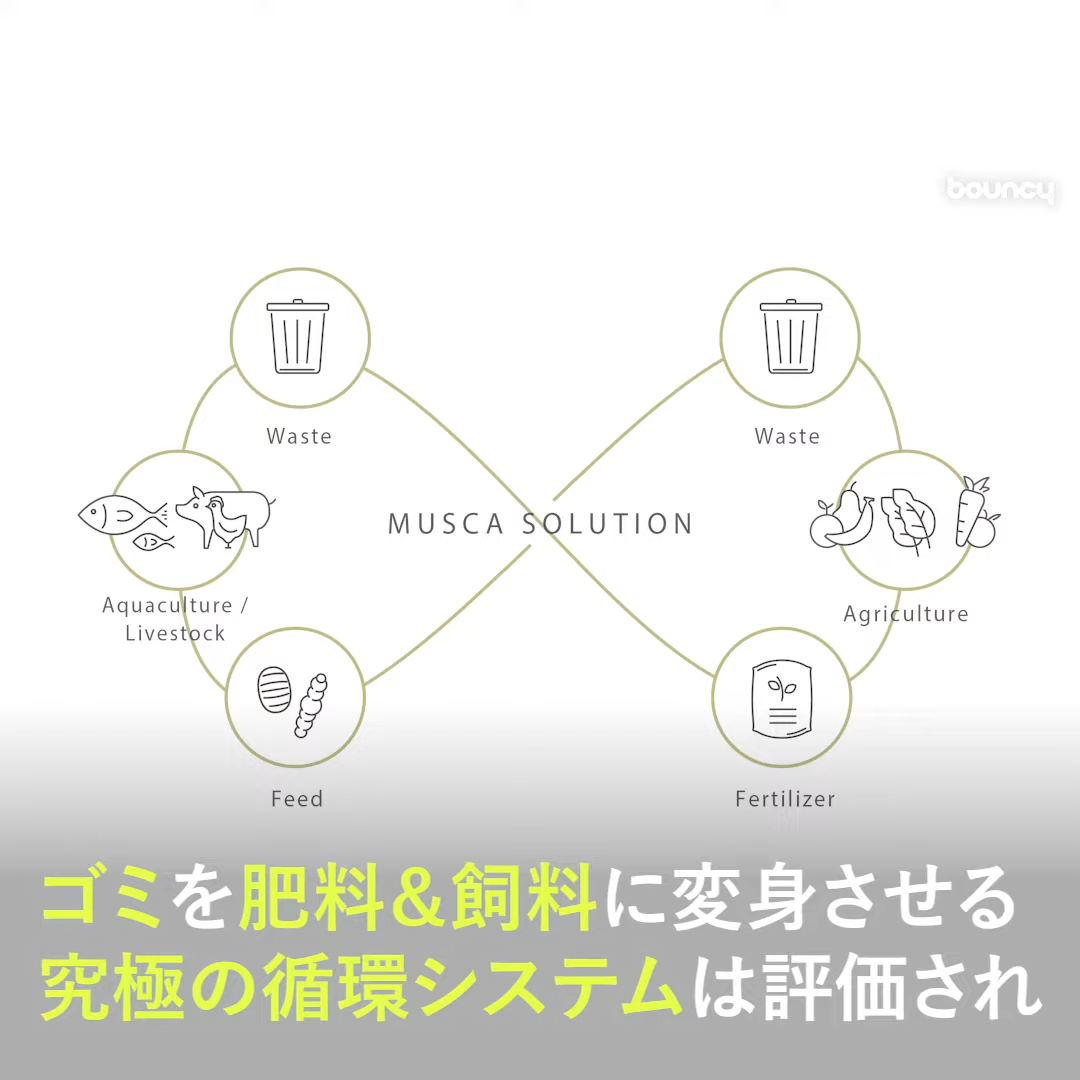 bouncy
Waste
Waste
MUSCA SOLUTION
Aquaculture /
Livestock
Agriculture
Feed
Fertilizer
ゴミを肥料&飼料に変身させる
究極の循環システムは評価され